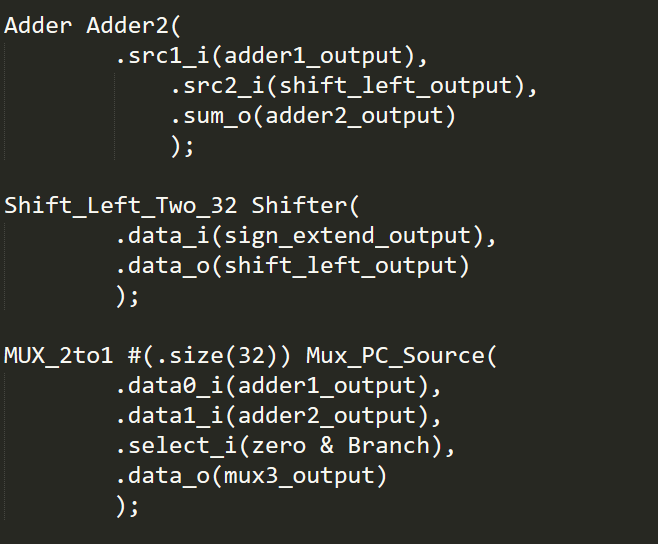 Adder Adder2(
.src1_i(adder1_output),
.src2_i(shift_left_output),
.sum_o(adder2_output)
);
Shift_Left_Two_32 Shifter(
.data_i(sign_extend_output),
.data_o(shift_left_output)
);
MUX_2to1 #(.size(32)) Mux_PC_Source(
.data0_i(adder1_output),
.data1_i(adder2_output),
.select_i(zero & Branch),
.data_o(mux3_output)
);